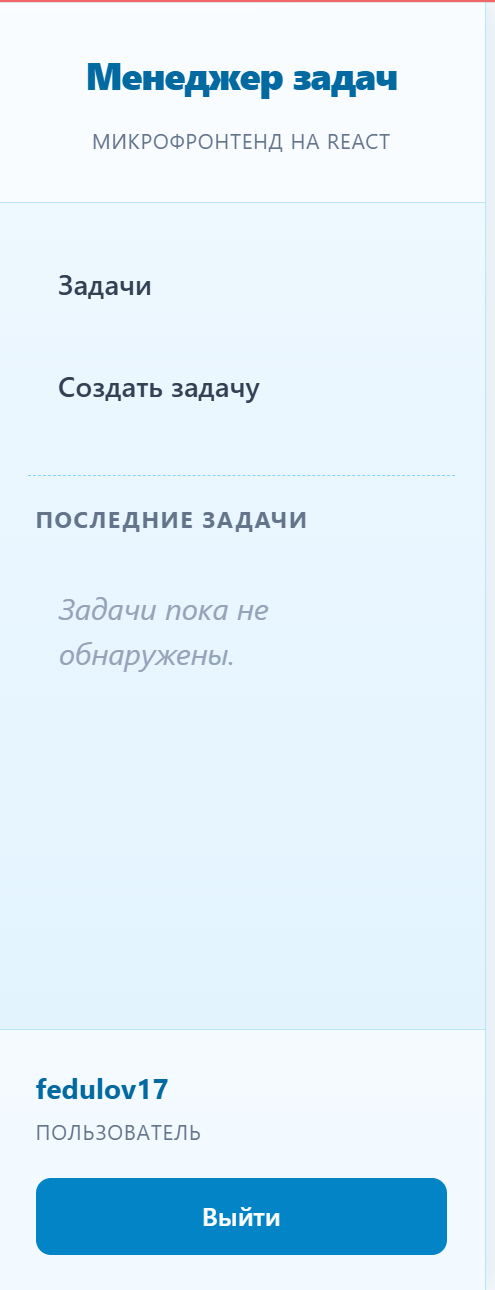 Менеджер задач
МИКРОФРОНТЕНД НА REACT
Задачи
Создать задачу
ПОСЛЕДНИЕ ЗАДАЧИ
Задачи пока не
обнаружены.
fedulov17
ПОЛЬЗОВАТЕЛЬ
Выйти